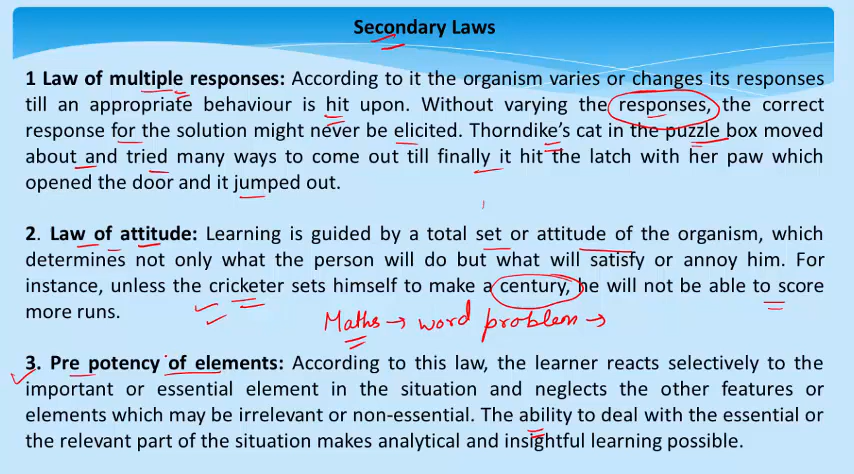 Secondary Laws
1 Law of multiple responses: According to it the organism varies or changes its responses
till an appropriate behaviour is hit upon. Without varying the responses, the correct
response for the solution might never be elicited. Thorndike's cat in the puzzle box moved
about and tried many ways to come out till finally it hit the latch with her paw which
opened the door and it jumped out.
2. Law of attitude: Learning is guided by a total set or attitude of the organism, which
determines not only what the person will do but what will satisfy or annoy him. For
instance, unless the cricketer sets himself to make a century, he will not be able to score
more runs.
Maths → word problem →
3. Pre potency of elements: According to this law, the learner reacts selectively to the
important or essential element in the situation and neglects the other features or
elements which may be irrelevant or non-essential. The ability to deal with the essential or
the relevant part of the situation makes analytical and insightful learning possible.